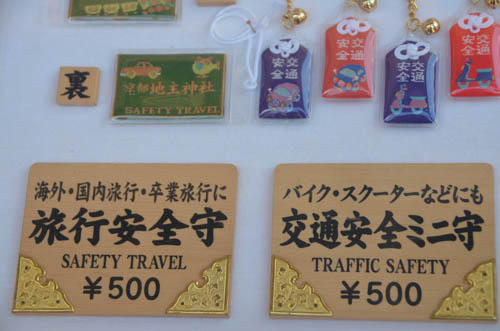 裏
京都 地主神社
SAFETY TRAVEL
交通
安全
交通
安全
交通
安全
交通
安全
海外・国内旅行・卒業旅行に
旅行安全守
SAFETY TRAVEL
¥500
バイク・スクーターなどにも
交通安全ミニ守
TRAFFIC SAFETY
¥500